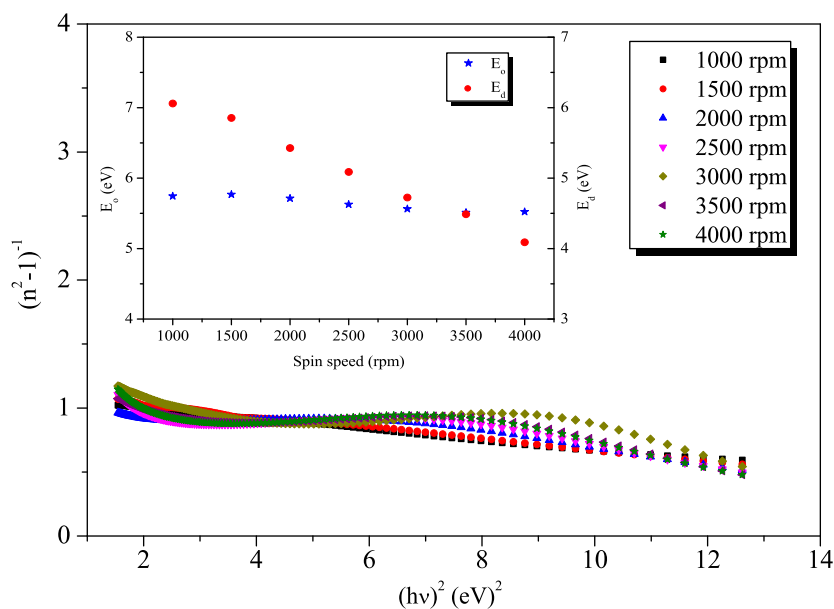 4
3
2
1
0
(n²-1)⁻¹
2 4 6 8 10 12 14
(hν)² (eV)²
8
7
6
5
4
E₀ (eV)
7
6
5
4
3
E_d (eV)
1000 1500 2000 2500 3000 3500 4000
Spin speed (rpm)
E₀
E_d
1000 rpm
1500 rpm
2000 rpm
2500 rpm
3000 rpm
3500 rpm
4000 rpm